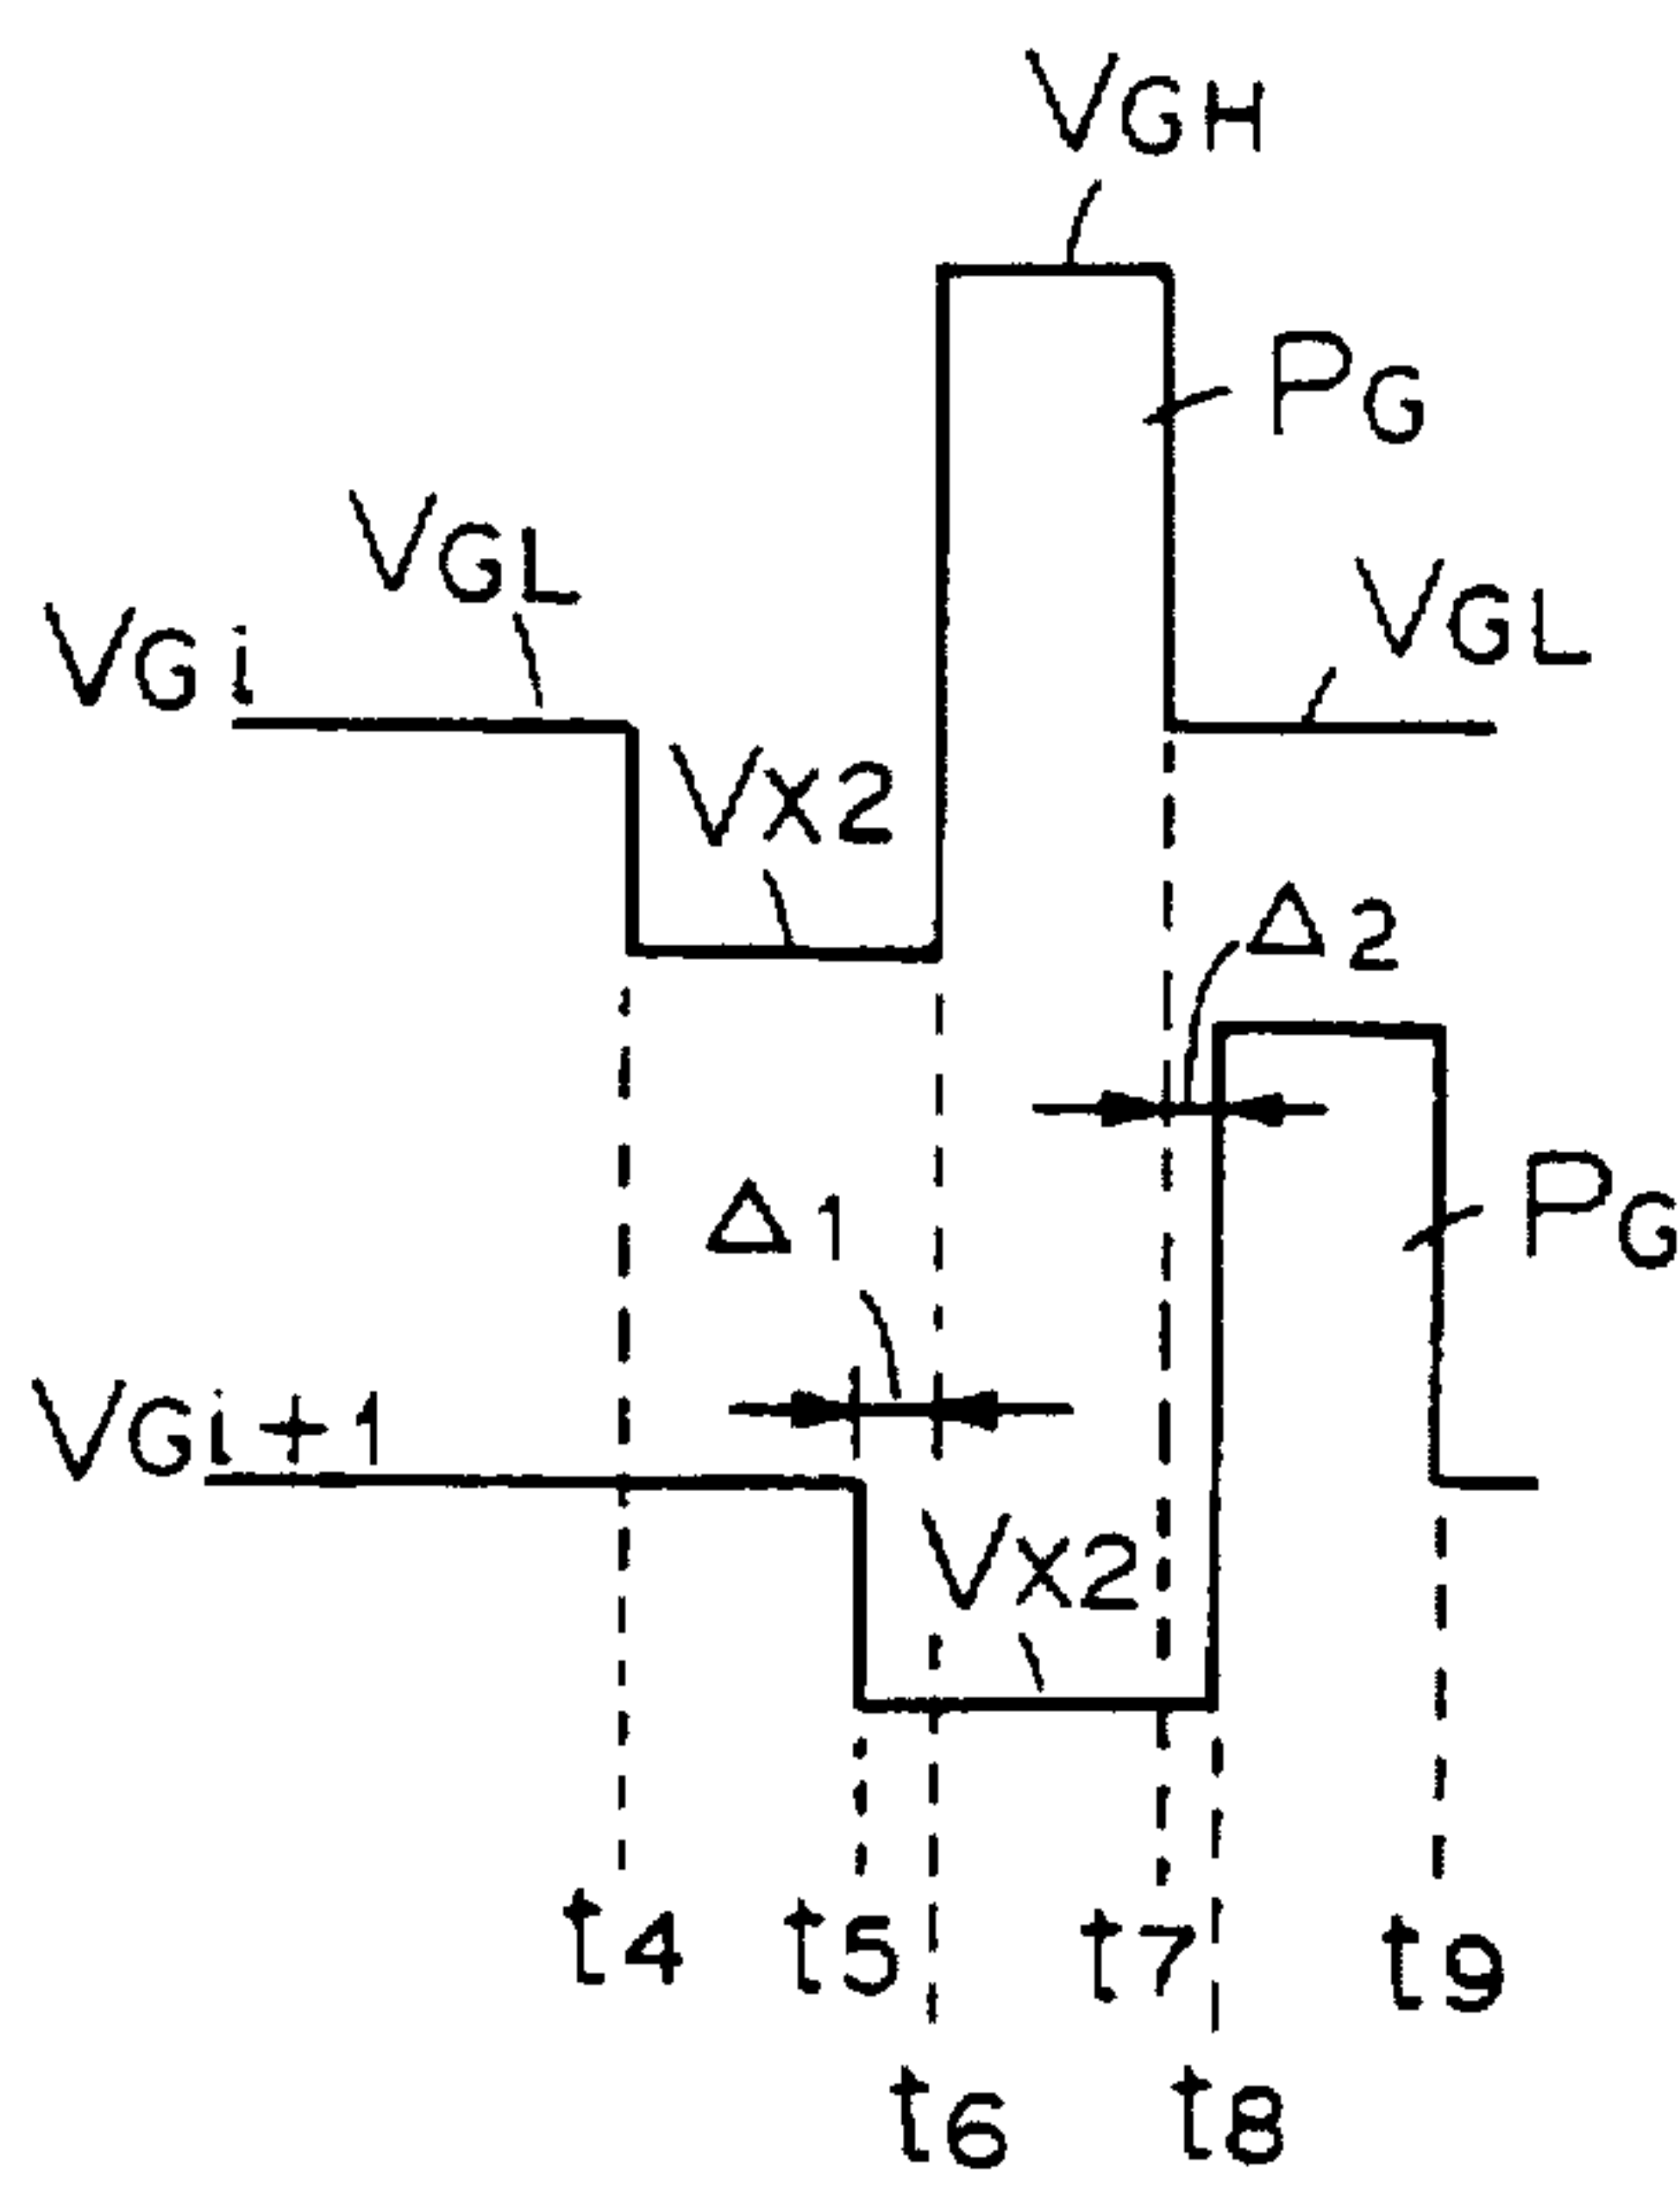 VGH
PG
VGL
VGi
VGL
VX2
Δ2
Δ1
PG
VGi+1
VX2
t4 t5 t7 t9
t6 t8